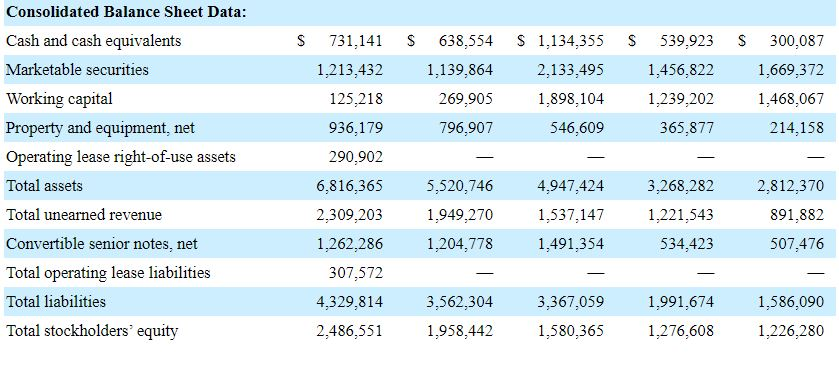 Consolidated Balance Sheet Data:
Cash and cash equivalents $ 731,141 $ 638,554 $ 1,134,355 $ 539,923 $ 300,087
Marketable securities 1,213,432 1,139,864 2,133,495 1,456,822 1,669,372
Working capital 125,218 269,905 1,898,104 1,239,202 1,468,067
Property and equipment, net 936,179 796,907 546,609 365,877 214,158
Operating lease right-of-use assets 290,902 — — — —
Total assets 6,816,365 5,520,746 4,947,424 3,268,282 2,812,370
Total unearned revenue 2,309,203 1,949,270 1,537,147 1,221,543 891,882
Convertible senior notes, net 1,262,286 1,204,778 1,491,354 534,423 507,476
Total operating lease liabilities 307,572 — — — —
Total liabilities 4,329,814 3,562,304 3,367,059 1,991,674 1,586,090
Total stockholders’ equity 2,486,551 1,958,442 1,580,365 1,276,608 1,226,280